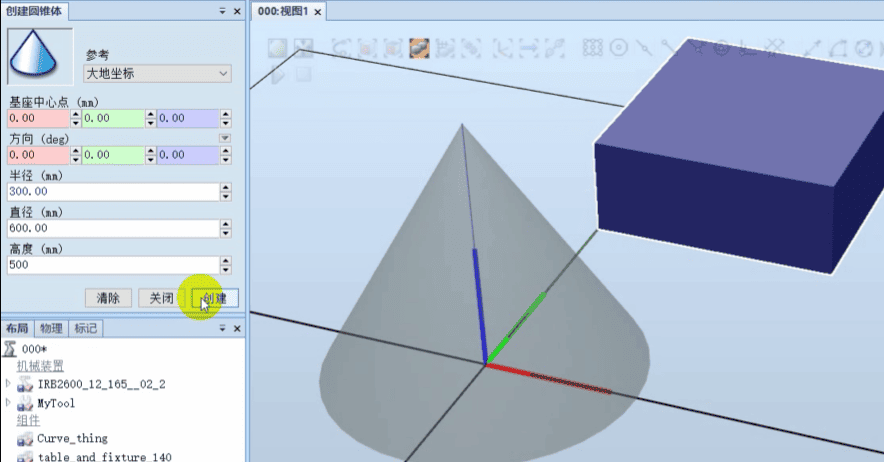 创建圆锥体
000:视图1
参考
大地坐标
基座中心点 (mm)
0.00 0.00 0.00
方向 (deg)
0.00 0.00 0.00
半径 (mm)
300.00
直径 (mm)
600.00
高度 (mm)
500
清除 关闭 创建
布局 物理 标记
000*
机械装置
IRB2600_12_165__02_2
MyTool
组件
Curve_thing
table_and_fixture_140